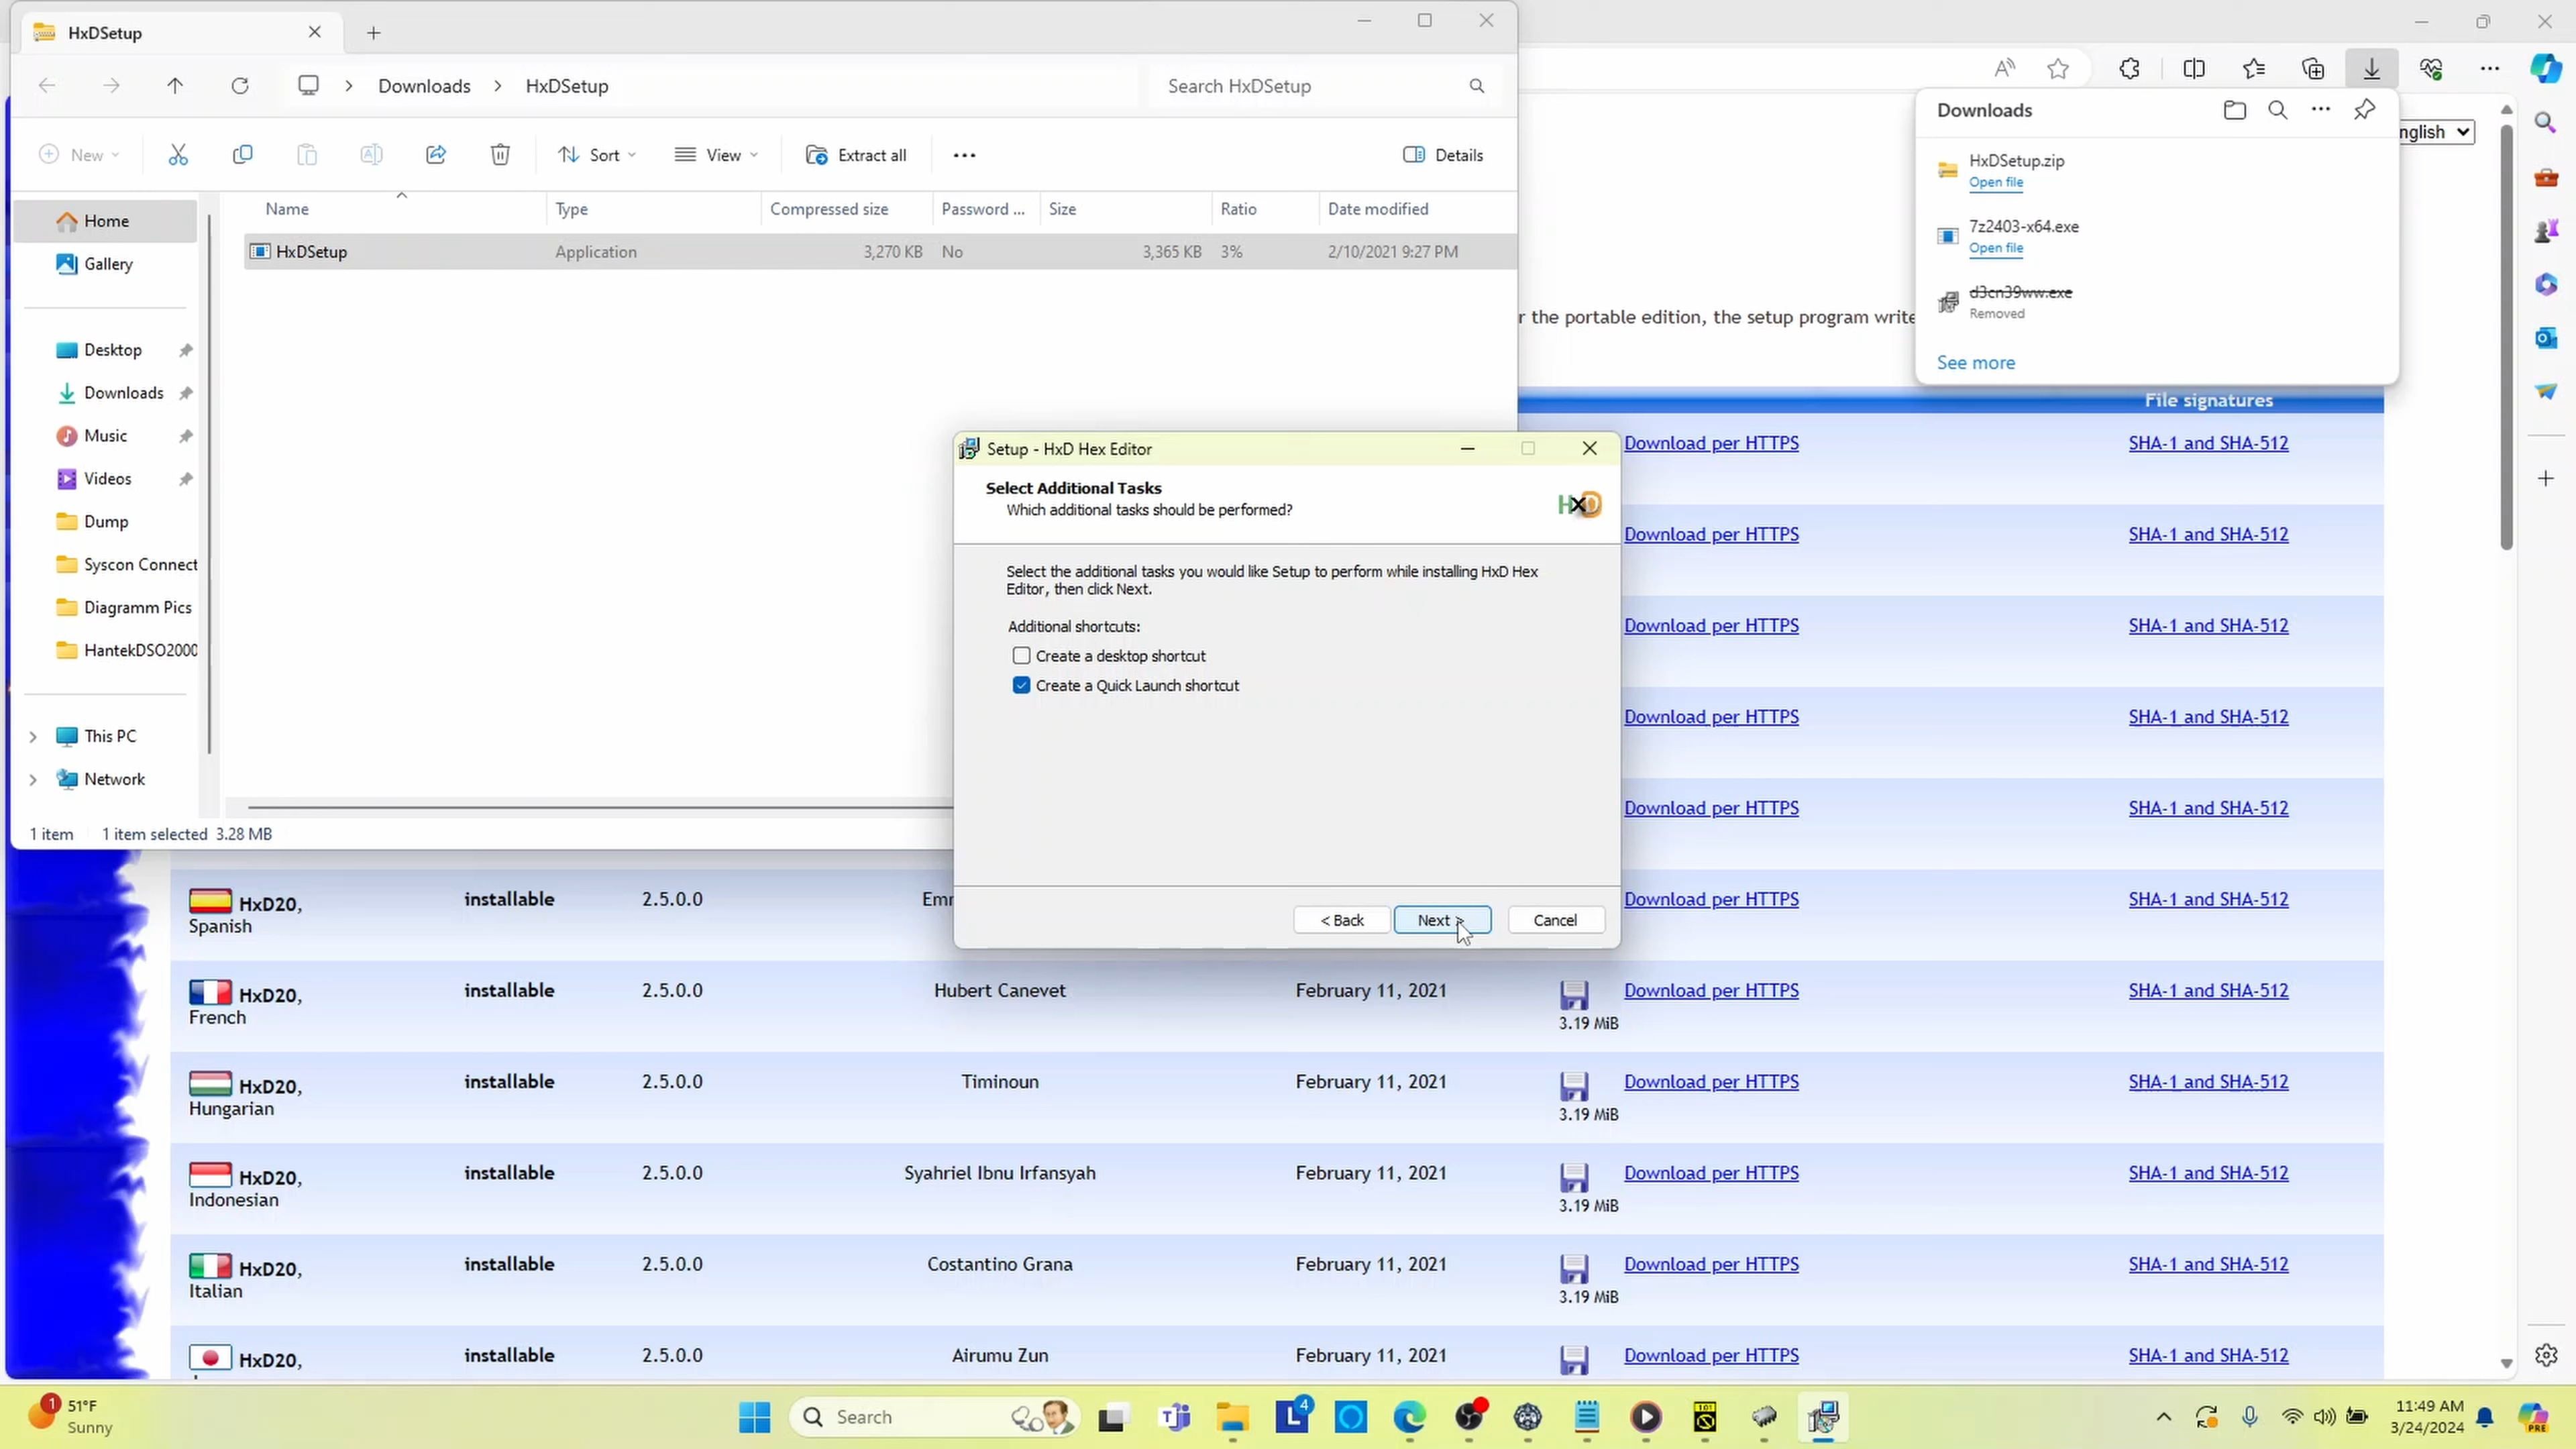 HxDSetup
Downloads > HxDSetup
Search HxDSetup
New
Sort
View
Extract all
Details
Name Type Compressed size Password ... Size Ratio Date modified
HxDSetup Application 3,270 KB No 3,365 KB 3% 2/10/2021 9:27 PM
Home
Gallery
Desktop
Downloads
Music
Videos
Dump
Syscon Connect
Diagramm Pics
HantekDSO2000
This PC
Network
1 item 1 item selected 3.28 MB
Downloads
HxDSetup.zip
Open file
7z2403-x64.exe
Open file
d3cn39ww.exe
Removed
See more
nglish
r the portable edition, the setup program write
File signatures
Download per HTTPS SHA-1 and SHA-512
Download per HTTPS SHA-1 and SHA-512
Download per HTTPS SHA-1 and SHA-512
Download per HTTPS SHA-1 and SHA-512
Download per HTTPS SHA-1 and SHA-512
Setup - HxD Hex Editor
Select Additional Tasks
Which additional tasks should be performed?
HxD
Select the additional tasks you would like Setup to perform while installing HxD Hex
Editor, then click Next.
Additional shortcuts:
Create a desktop shortcut
Create a Quick Launch shortcut
< Back Next > Cancel
HxD20, installable 2.5.0.0 Emr Download per HTTPS SHA-1 and SHA-512
Spanish
HxD20, installable 2.5.0.0 Hubert Canevet February 11, 2021 Download per HTTPS SHA-1 and SHA-512
French 3.19 MiB
HxD20, installable 2.5.0.0 Timinoun February 11, 2021 Download per HTTPS SHA-1 and SHA-512
Hungarian 3.19 MiB
HxD20, installable 2.5.0.0 Syahriel Ibnu Irfansyah February 11, 2021 Download per HTTPS SHA-1 and SHA-512
Indonesian 3.19 MiB
HxD20, installable 2.5.0.0 Costantino Grana February 11, 2021 Download per HTTPS SHA-1 and SHA-512
Italian 3.19 MiB
HxD20, installable 2.5.0.0 Airumu Zun February 11, 2021 Download per HTTPS SHA-1 and SHA-512
1 51°F
Sunny
Search
4
11:49 AM
3/24/2024
PRE